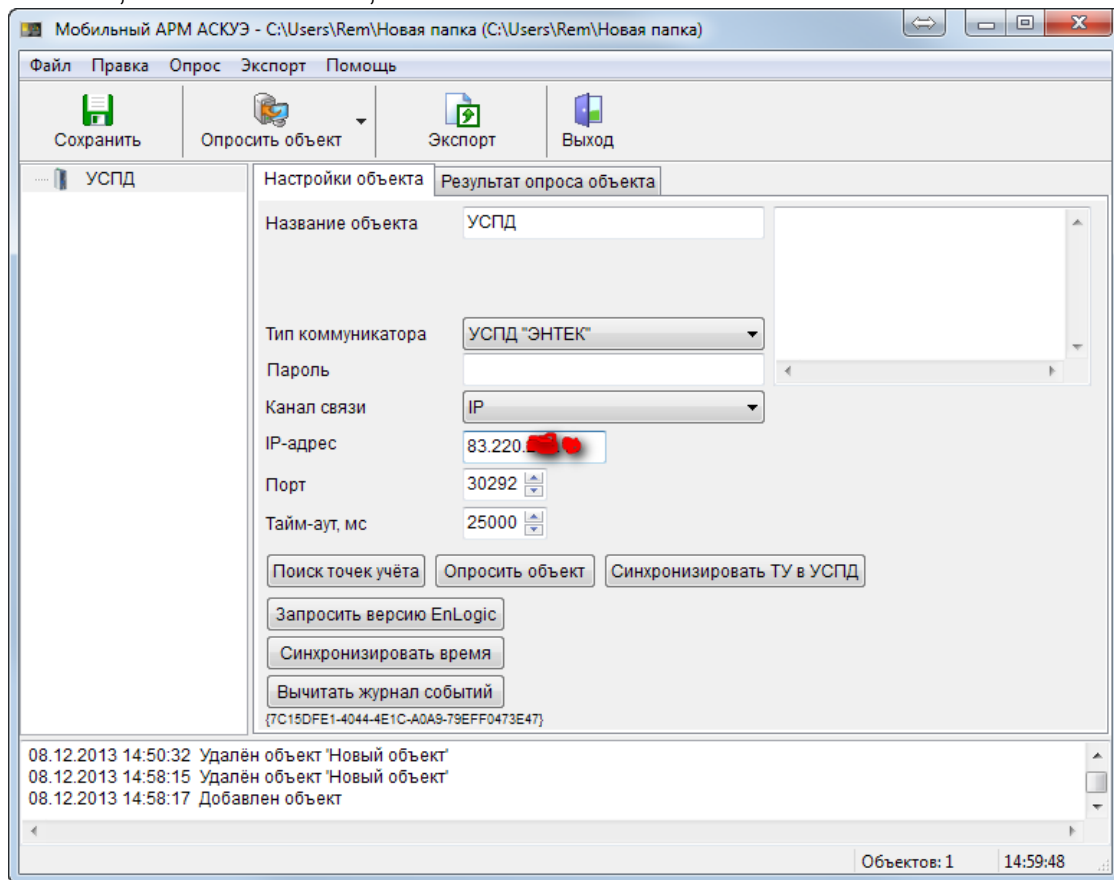 Мобильный АРМ АСКУЭ - C:\Users\Rem\Новая папка (C:\Users\Rem\Новая папка)
Файл Правка Опрос Экспорт Помощь
Сохранить Опросить объект Экспорт Выход
УСПД
Настройки объекта Результат опроса объекта
Название объекта УСПД
Тип коммуникатора УСПД "ЭНТЕК"
Пароль
Канал связи IP
IP-адрес 83.220.
Порт 30292
Тайм-аут, мс 25000
Поиск точек учёта Опросить объект Синхронизировать ТУ в УСПД
Запросить версию EnLogic
Синхронизировать время
Вычитать журнал событий
{7C15DFE1-4044-4E1C-A0A9-79EFF0473E47}
08.12.2013 14:50:32 Удалён объект 'Новый объект'
08.12.2013 14:58:15 Удалён объект 'Новый объект'
08.12.2013 14:58:17 Добавлен объект
Объектов: 1 14:59:48